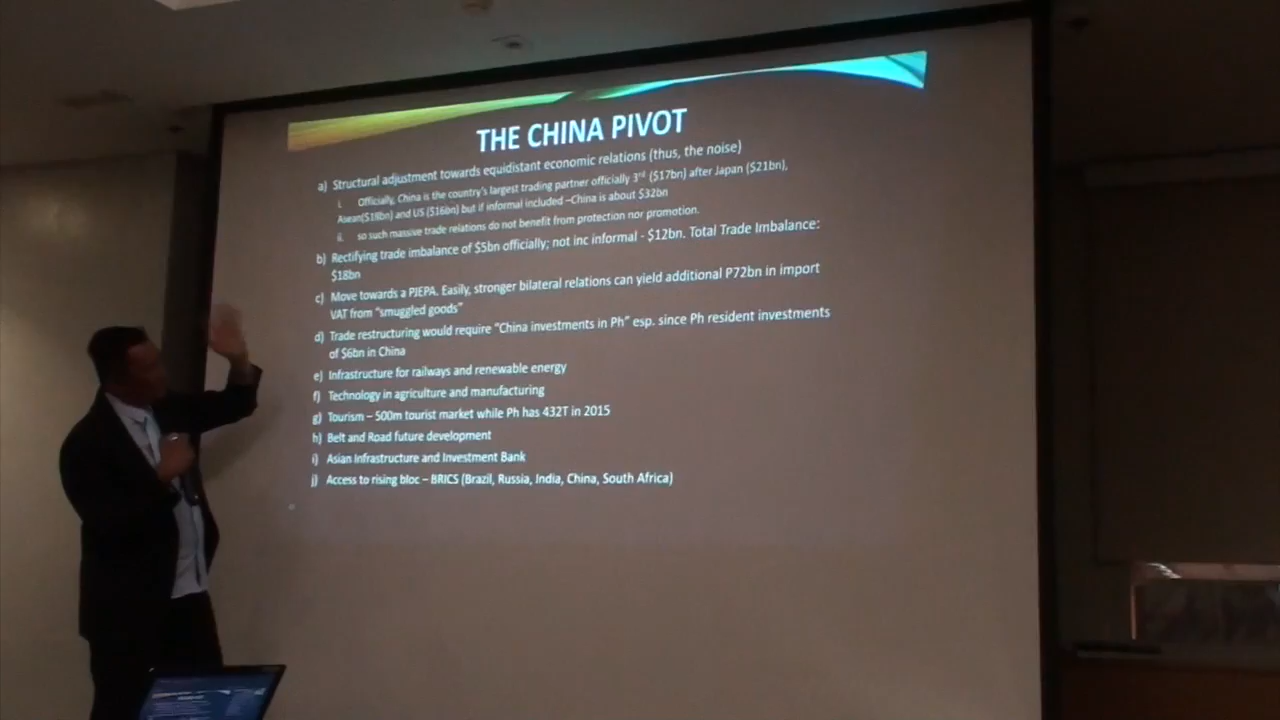 THE CHINA PIVOT
a) Structural adjustment towards equidistant economic relations (thus, the noise)
i. Officially, China is the country's largest trading partner officially 3rd ($17bn) after Japan ($21bn),
Asean($18bn) and US ($16bn) but if informal included –China is about $32bn
ii. so such massive trade relations do not benefit from protection nor promotion.
b) Rectifying trade imbalance of $5bn officially; not inc informal - $12bn. Total Trade Imbalance:
$18bn
c) Move towards a PJEPA. Easily, stronger bilateral relations can yield additional P72bn in import
VAT from "smuggled goods"
d) Trade restructuring would require "China investments in Ph" esp. since Ph resident investments
of $6bn in China
e) Infrastructure for railways and renewable energy
f) Technology in agriculture and manufacturing
g) Tourism – 500m tourist market while Ph has 432T in 2015
h) Belt and Road future development
i) Asian Infrastructure and Investment Bank
j) Access to rising bloc – BRICS (Brazil, Russia, India, China, South Africa)